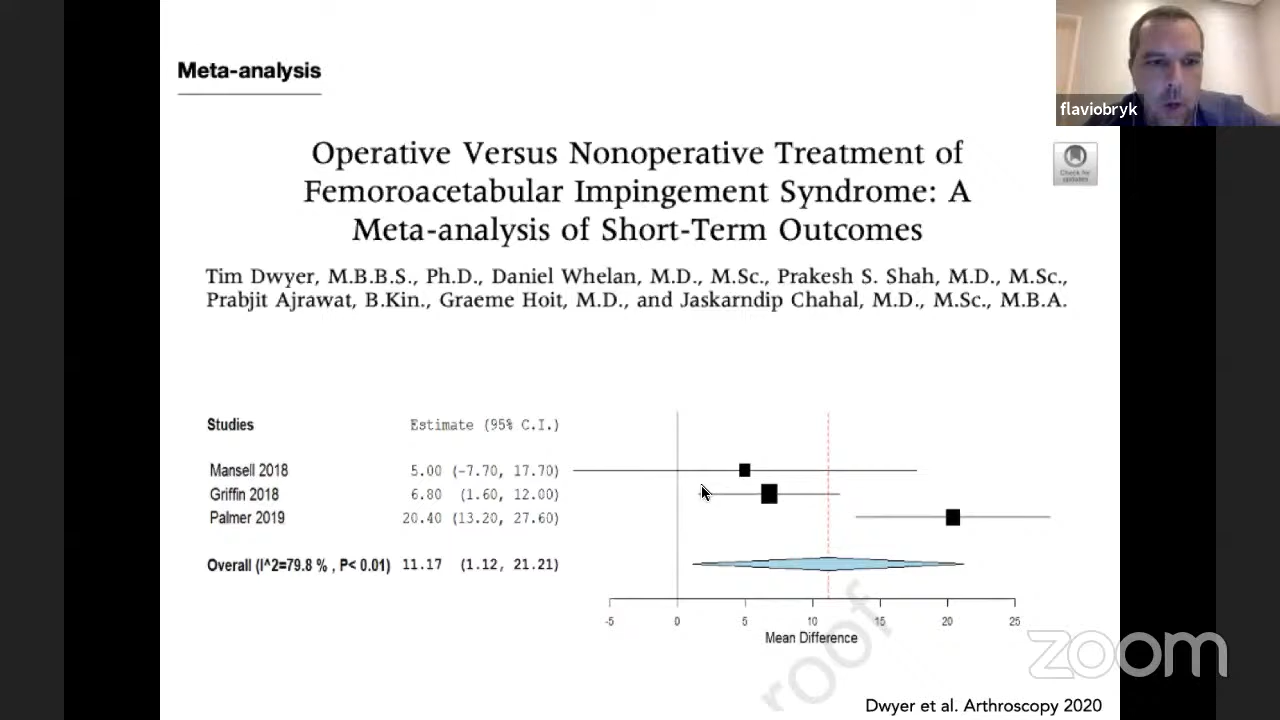 Meta-analysis
flaviobryk
Operative Versus Nonoperative Treatment of
Femoroacetabular Impingement Syndrome: A
Meta-analysis of Short-Term Outcomes
Check for
updates
Tim Dwyer, M.B.B.S., Ph.D., Daniel Whelan, M.D., M.Sc., Prakesh S. Shah, M.D., M.Sc.,
Prabjit Ajrawat, B.Kin., Graeme Hoit, M.D., and Jaskarndip Chahal, M.D., M.Sc., M.B.A.
Studies Estimate (95% C.I.)
Mansell 2018 5.00 (-7.70, 17.70)
Griffin 2018 6.80 (1.60, 12.00)
Palmer 2019 20.40 (13.20, 27.60)
Overall (I^2=79.8 % , P< 0.01) 11.17 (1.12, 21.21)
-5 0 5 10 15 20 25
Mean Difference
roof
zoom
Dwyer et al. Arthroscopy 2020